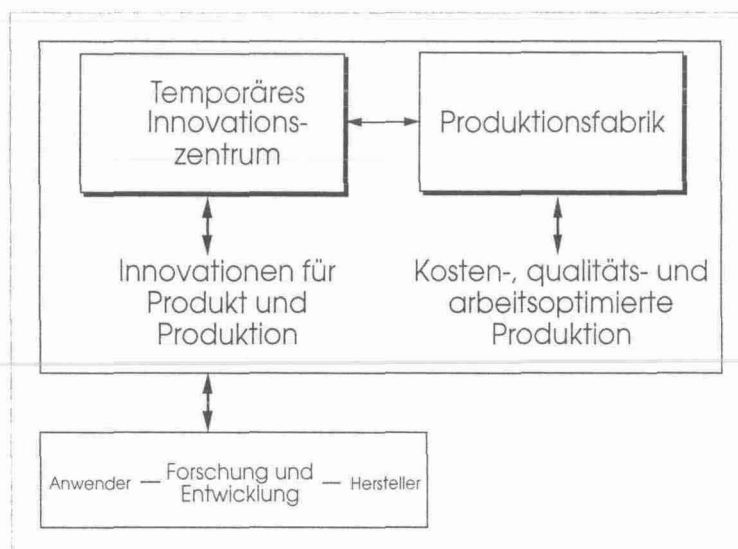 Temporäres
Innovations-
zentrum
Produktionsfabrik
Innovationen für
Produkt und
Produktion
Kosten-, qualitäts- und
arbeitsoptimierte
Produktion
Anwender — Forschung und Entwicklung — Hersteller